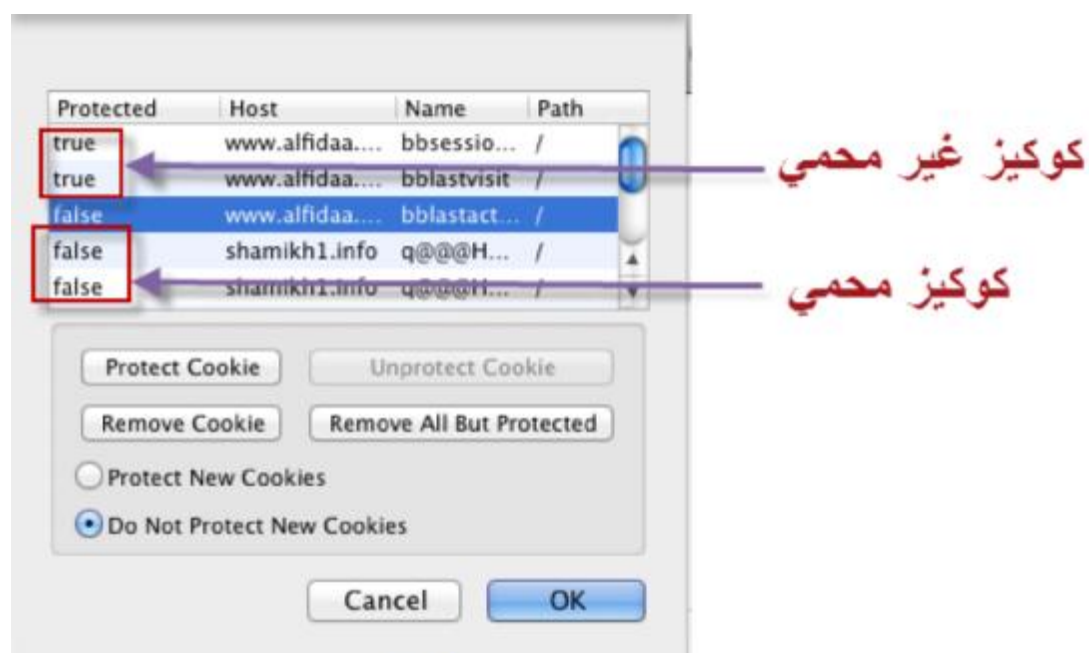 Protected Host Name Path
true www.alfidaa.... bbsessio... /
true www.alfidaa.... bblastvisit /
false www.alfidaa.... bblastact... /
false shamikh1.info q@@@H... /
false shamikh1.info q@@@H... /
كوكيز غير محمي
كوكيز محمي
Protect Cookie Unprotect Cookie
Remove Cookie Remove All But Protected
Protect New Cookies
Do Not Protect New Cookies
Cancel OK